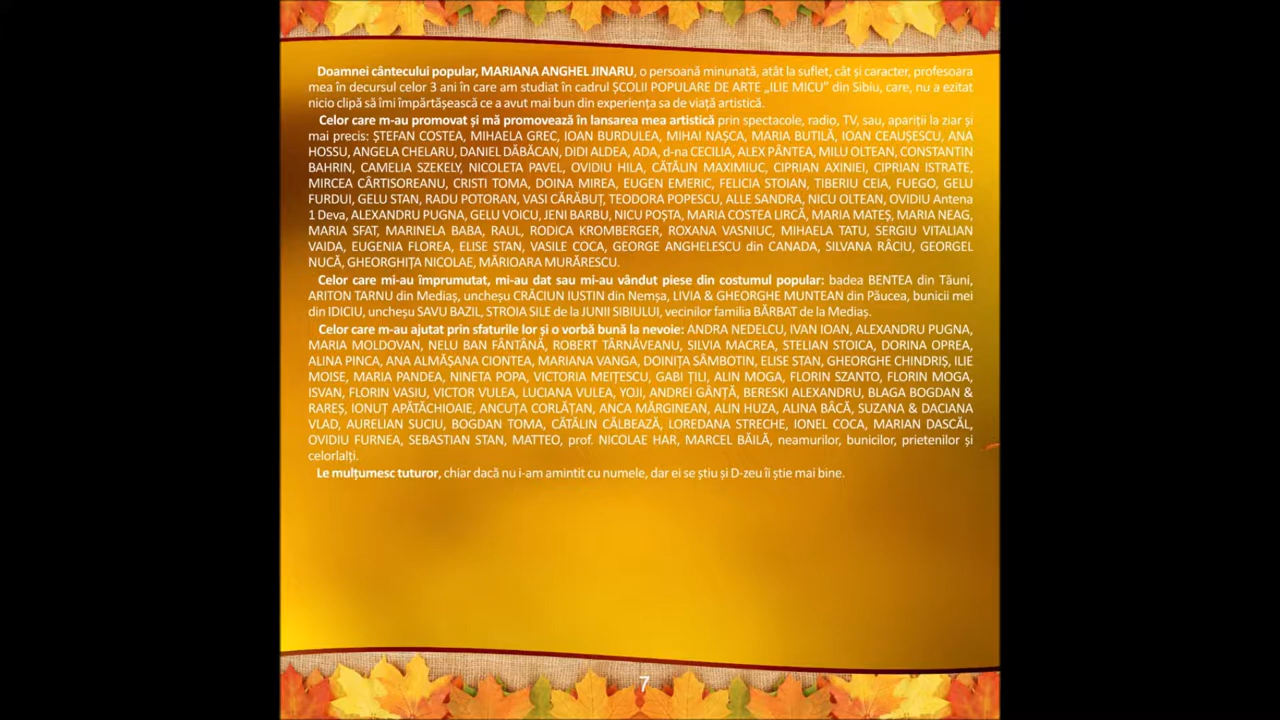 Doamnei cântecului popular, MARIANA ANGHEL JINARU, o persoană minunată, atât la suflet, cât și caracter, profesoara
mea în decursul celor 3 ani în care am studiat în cadrul ȘCOLII POPULARE DE ARTE „ILIE MICU” din Sibiu, care, nu a ezitat
nicio clipă să îmi împărtășească ce a avut mai bun din experiența sa de viață artistică.
Celor care m-au promovat și mă promovează în lansarea mea artistică prin spectacole, radio, TV, sau, apariții la ziar și
mai precis: ȘTEFAN COSTEA, MIHAELA GREC, IOAN BURDULEA, MIHAI NAȘCA, MARIA BUTILĂ, IOAN CEAUȘESCU, ANA
HOSSU, ANGELA CHELARU, DANIEL DĂBĂCAN, DIDI ALDEA, ADA, d-na CECILIA, ALEX PÂNTEA, MILU OLTEAN, CONSTANTIN
BAHRIN, CAMELIA SZEKELY, NICOLETA PAVEL, OVIDIU HILA, CĂTĂLIN MAXIMIUC, CIPRIAN AXINIEI, CIPRIAN ISTRATE,
MIRCEA CÂRTISOREANU, CRISTI TOMA, DOINA MIREA, EUGEN EMERIC, FELICIA STOIAN, TIBERIU CEIA, FUEGO, GELU
FURDUI, GELU STAN, RADU POTORAN, VASI CĂRĂBUȚ, TEODORA POPESCU, ALLE SANDRA, NICU OLTEAN, OVIDIU Antena
1 Deva, ALEXANDRU PUGNA, GELU VOICU, JENI BARBU, NICU POȘTA, MARIA COSTEA LIRCĂ, MARIA MATEȘ, MARIA NEAG,
MARIA SFAT, MARINELA BABA, RAUL, RODICA KROMBERGER, ROXANA VASNIUC, MIHAELA TATU, SERGIU VITALIAN
VAIDA, EUGENIA FLOREA, ELISE STAN, VASILE COCA, GEORGE ANGHELESCU din CANADA, SILVANA RÂCIU, GEORGEL
NUCĂ, GHEORGHIȚA NICOLAE, MĂRIOARA MURĂRESCU.
Celor care mi-au împrumutat, mi-au dat sau mi-au vândut piese din costumul popular: badea BENTEA din Tăuni,
ARITON TARNU din Mediaș, uncheșu CRĂCIUN IUSTIN din Nemșa, LIVIA & GHEORGHE MUNTEAN din Păucea, bunicii mei
din IDICIU, uncheșu SAVU BAZIL, STROIA SILE de la JUNII SIBIULUI, vecinilor familia BĂRBAT de la Mediaș.
Celor care m-au ajutat prin sfaturile lor și o vorbă bună la nevoie: ANDRA NEDELCU, IVAN IOAN, ALEXANDRU PUGNA,
MARIA MOLDOVAN, NELU BAN FÂNTÂNĂ, ROBERT TÂRNĂVEANU, SILVIA MACREA, STELIAN STOICA, DORINA OPREA,
ALINA PINCA, ANA ALMĂȘANA CIONTEA, MARIANA VANGA, DOINIȚA SÂMBOTIN, ELISE STAN, GHEORGHE CHINDRIȘ, ILIE
MOISE, MARIA PANDEA, NINETA POPA, VICTORIA MEIȚESCU, GABI ȚILI, ALIN MOGA, FLORIN SZANTO, FLORIN MOGA,
ISVAN, FLORIN VASIU, VICTOR VULEA, LUCIANA VULEA, YOJI, ANDREI GÂNȚĂ, BERESKI ALEXANDRU, BLAGA BOGDAN &
RAREȘ, IONUȚ APĂTĂCHIOAIE, ANCUȚA CORLĂȚAN, ANCA MĂRGINEAN, ALIN HUZA, ALINA BÂCĂ, SUZANA & DACIANA
VLAD, AURELIAN SUCIU, BOGDAN TOMA, CĂTĂLIN CĂLBEAZĂ, LOREDANA STRECHE, IONEL COCA, MARIAN DASCĂL,
OVIDIU FURNEA, SEBASTIAN STAN, MATTEO, prof. NICOLAE HAR, MARCEL BĂILĂ, neamurilor, bunicilor, prietenilor și
celorlalți.
Le mulțumesc tuturor, chiar dacă nu i-am amintit cu numele, dar ei se știu și D-zeu îi știe mai bine.
7